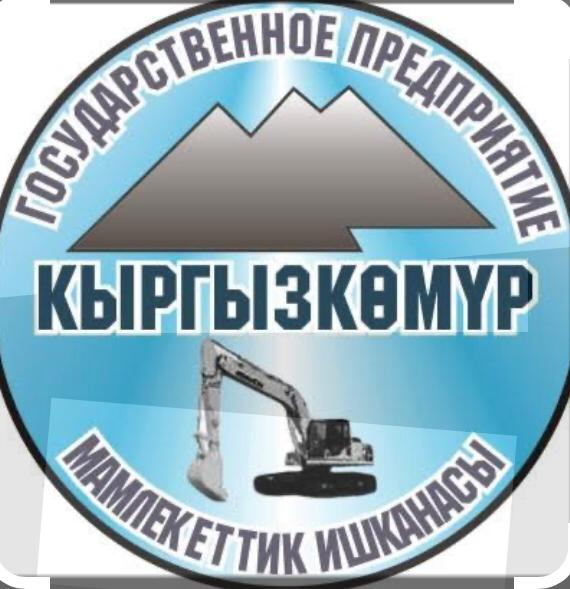 ГОСУДАРСТВЕННОЕ ПРЕДПРИЯТИЕ
КЫРГЫЗКӨМҮР
МАМЛЕКЕТТИК ИШКАНАСЫ